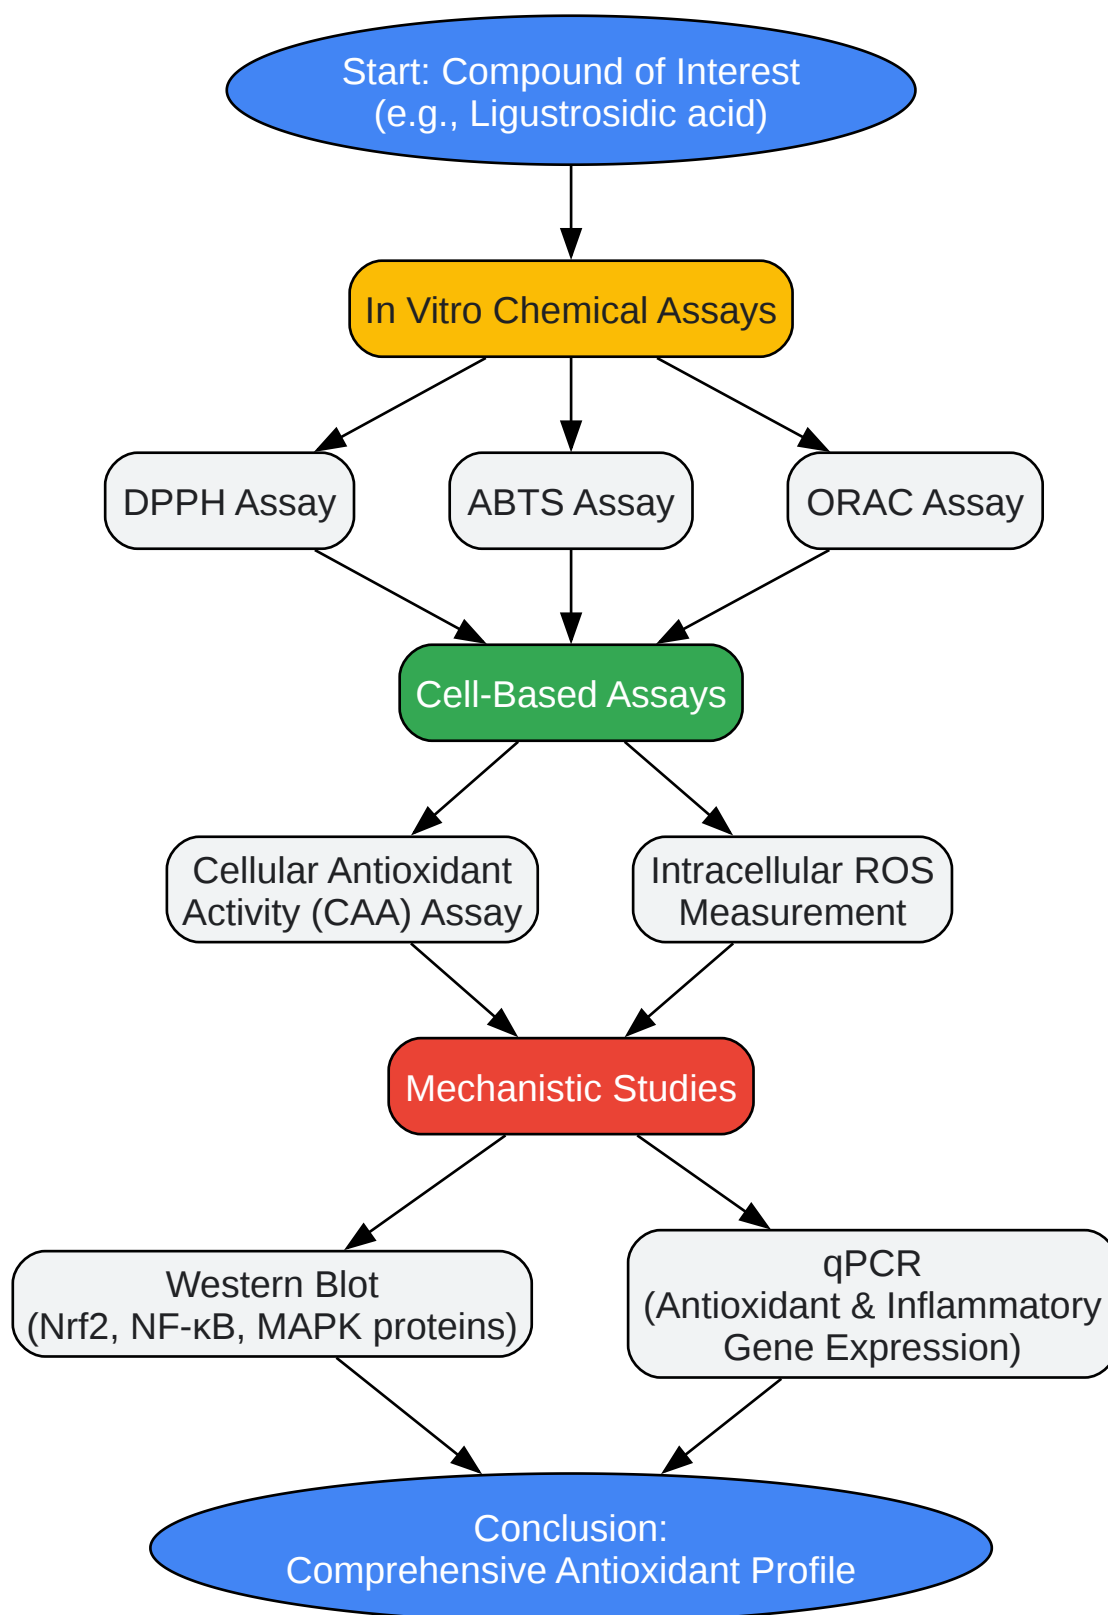 Start: Compound of Interest
(e.g., Ligustrosidic acid)
In Vitro Chemical Assays
DPPH Assay
ABTS Assay
ORAC Assay
Cell-Based Assays
Cellular Antioxidant
Activity (CAA) Assay
Intracellular ROS
Measurement
Mechanistic Studies
Western Blot
(Nrf2, NF-κB, MAPK proteins)
qPCR
(Antioxidant & Inflammatory
Gene Expression)
Conclusion:
Comprehensive Antioxidant Profile